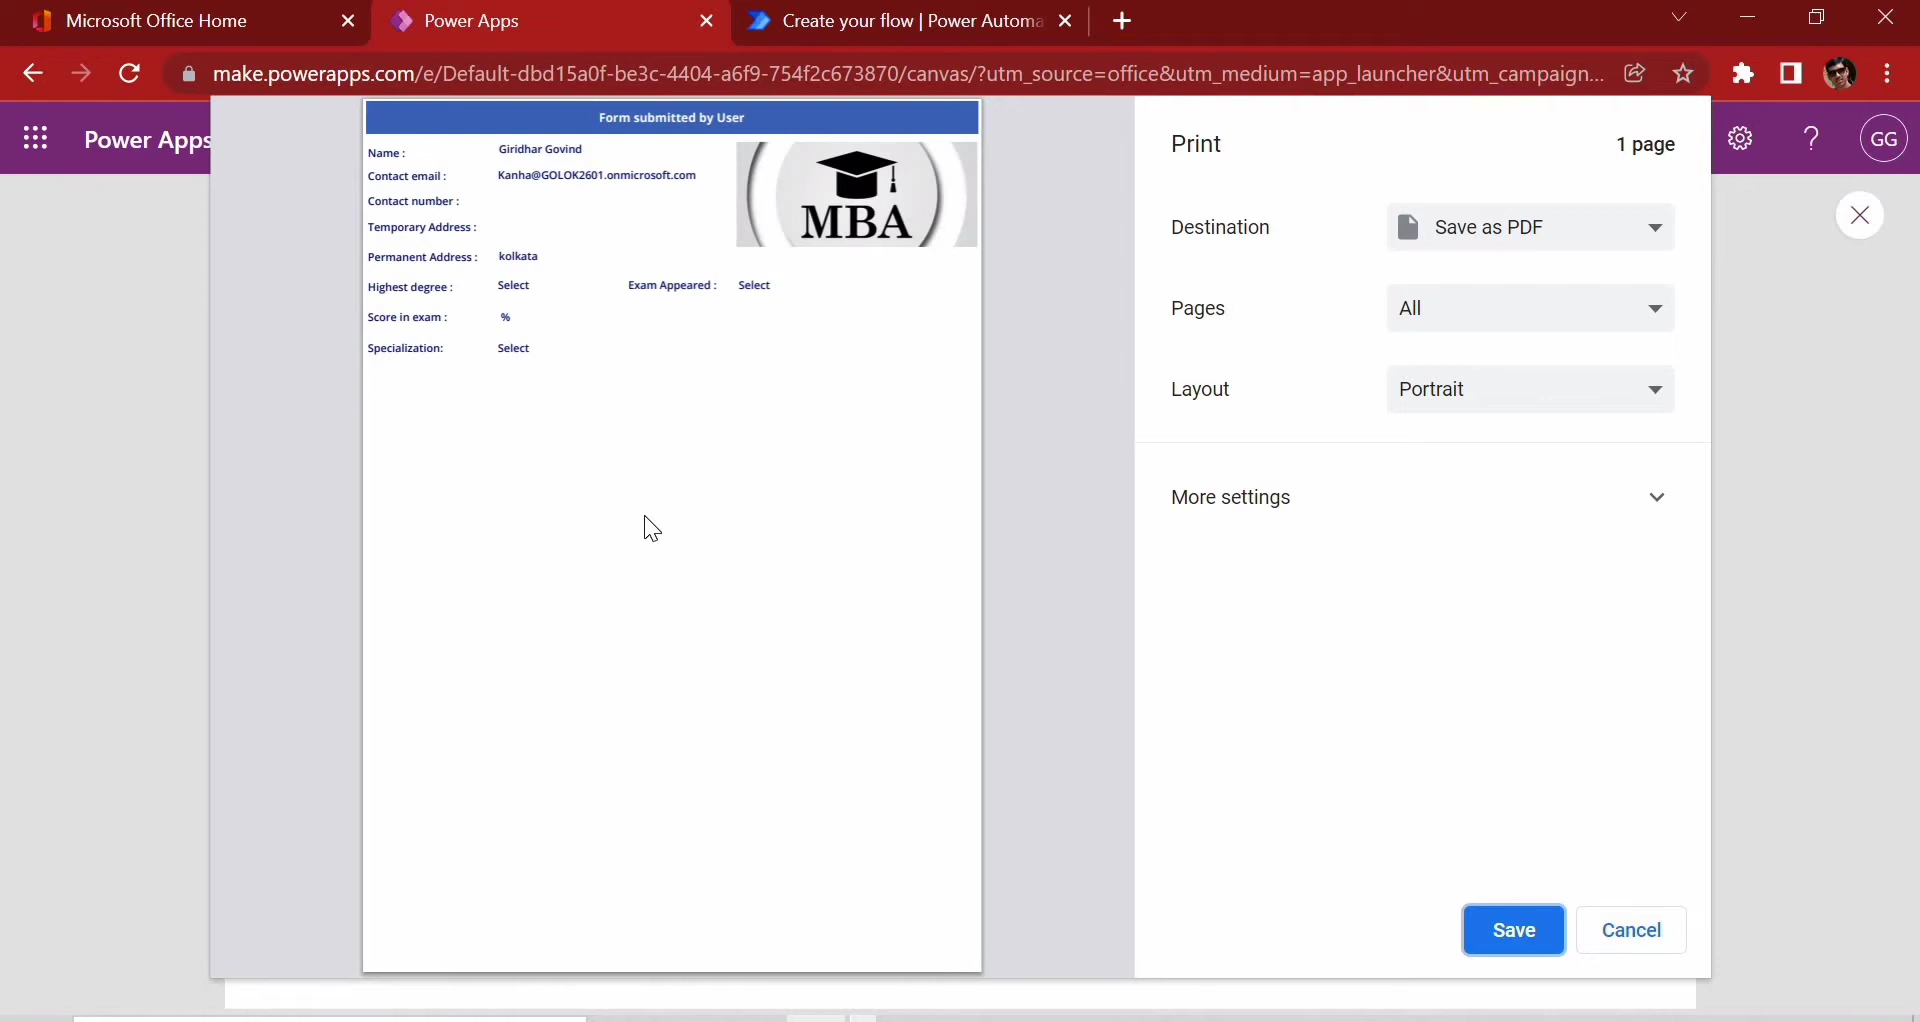 Microsoft Office Home
Power Apps
Create your flow | Power Automa
make.powerapps.com/e/Default-dbd15a0f-be3c-4404-a6f9-754f2c673870/canvas/?utm_source=office&utm_medium=app_launcher&utm_campaign...
Power Apps
GG
Form submitted by User
Name :
Giridhar Govind
Contact email :
Kanha@GOLOK2601.onmicrosoft.com
Contact number :
Temporary Address :
MBA
Permanent Address :
kolkata
Highest degree :
Select
Exam Appeared :
Select
Score in exam :
%
Specialization:
Select
Print
1 page
Destination
Save as PDF
Pages
All
Layout
Portrait
More settings
Save
Cancel